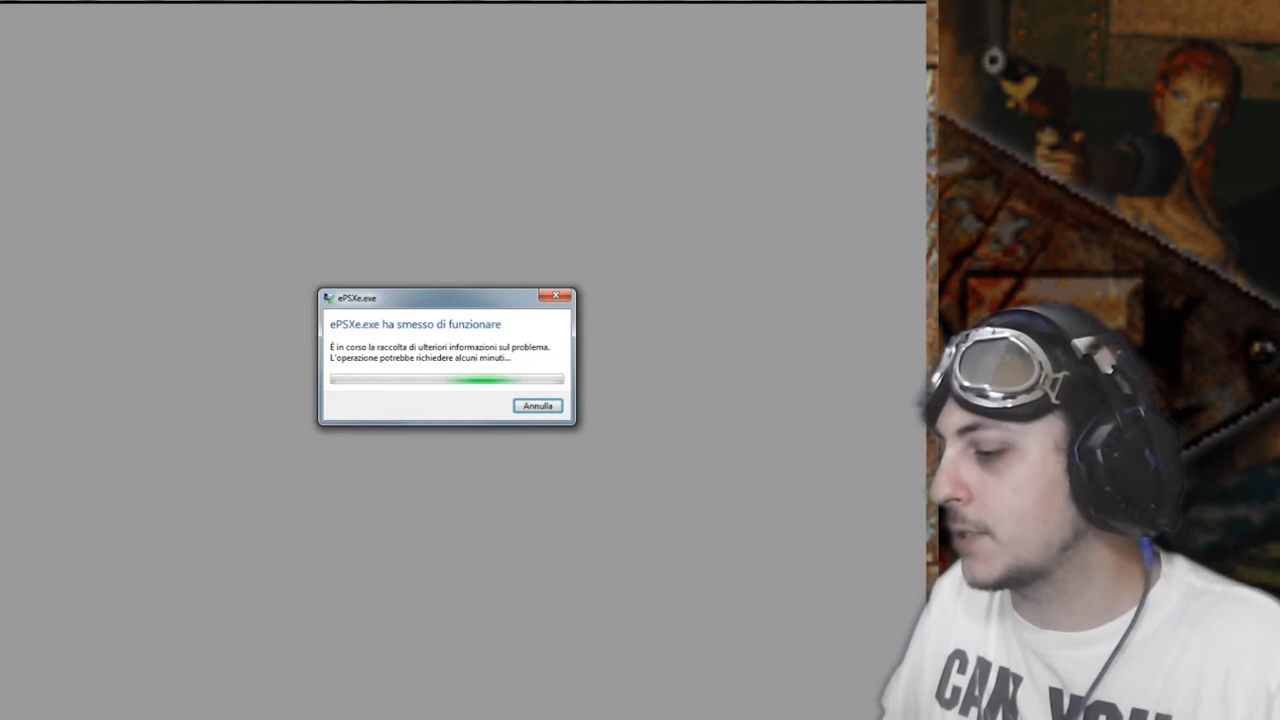 ePSXe.exe
ePSXe.exe ha smesso di funzionare
È in corso la raccolta di ulteriori informazioni sul problema.
L'operazione potrebbe richiedere alcuni minuti...
Annulla
CAN YOU